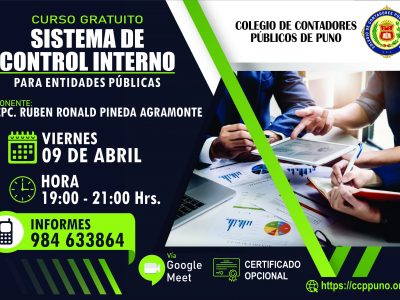 CURSO GRATUITO
SISTEMA DE
CONTROL INTERNO
PARA ENTIDADES PÚBLICAS
PONENTE:
CPC. RUBEN RONALD PINEDA AGRAMONTE
VIERNES
09 DE ABRIL
HORA
19:00 - 21:00 Hrs.
INFORMES
984 633864
Vía
Google
Meet
CERTIFICADO
OPCIONAL
COLEGIO DE CONTADORES
PÚBLICOS DE PUNO
https://ccppuno.or